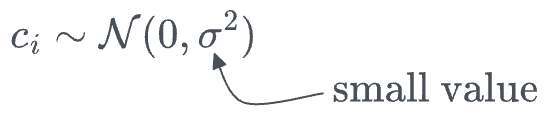 c_i ∼ 𝒩(0, σ²)
small value